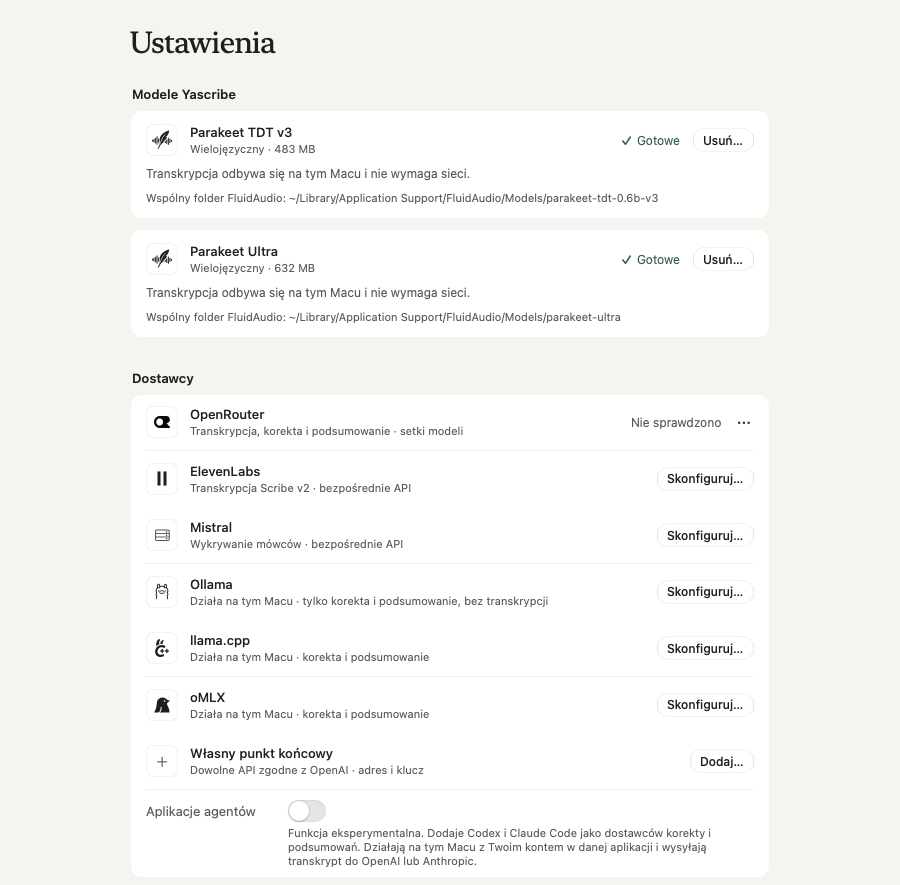 Ustawienia
Modele Yascribe
Parakeet TDT v3
Wielojęzyczny · 483 MB
Gotowe
Usuń...
Transkrypcja odbywa się na tym Macu i nie wymaga sieci.
Wspólny folder FluidAudio: ~/Library/Application Support/FluidAudio/Models/parakeet-tdt-0.6b-v3
Parakeet Ultra
Wielojęzyczny · 632 MB
Gotowe
Usuń...
Transkrypcja odbywa się na tym Macu i nie wymaga sieci.
Wspólny folder FluidAudio: ~/Library/Application Support/FluidAudio/Models/parakeet-ultra
Dostawcy
OpenRouter
Transkrypcja, korekta i podsumowanie · setki modeli
Nie sprawdzono
ElevenLabs
Transkrypcja Scribe v2 · bezpośrednie API
Skonfiguruj...
Mistral
Wykrywanie mówców · bezpośrednie API
Skonfiguruj...
Ollama
Działa na tym Macu · tylko korekta i podsumowanie, bez transkrypcji
Skonfiguruj...
llama.cpp
Działa na tym Macu · korekta i podsumowanie
Skonfiguruj...
oMLX
Działa na tym Macu · korekta i podsumowanie
Skonfiguruj...
Własny punkt końcowy
Dowolne API zgodne z OpenAI · adres i klucz
Dodaj...
Aplikacje agentów
Funkcja eksperymentalna. Dodaje Codex i Claude Code jako dostawców korekty i
podsumowań. Działają na tym Macu z Twoim kontem w danej aplikacji i wysyłają
transkrypt do OpenAI lub Anthropic.